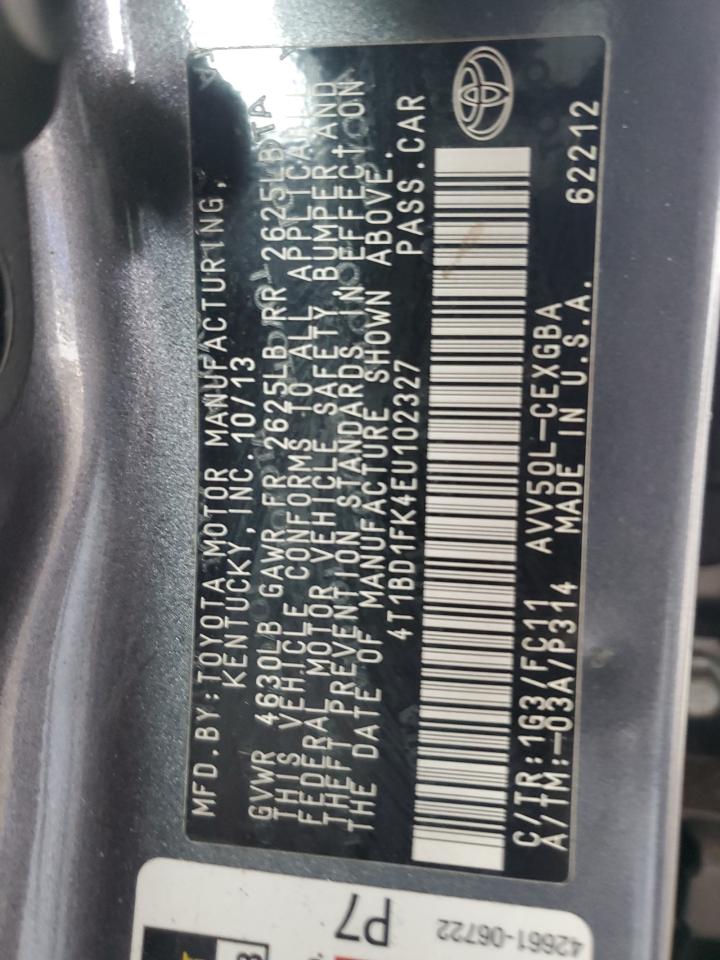 MFD.BY:TOYOTA MOTOR MANUFACTURING,
KENTUCKY INC. 10/13
GVWR 4630LB GAWR FR 2625LB RR 2625LB
THIS VEHICLE CONFORMS TO ALL APPLICABLE
FEDERAL MOTOR VEHICLE SAFETY, BUMPER AND
THEFT PREVENTION STANDARDS IN EFFECT ON
THE DATE OF MANUFACTURE SHOWN ABOVE.
4T1BD1FK4EU102327 PASS.CAR
C/TR:1G3/FC11 AVV50L-CEXGBA
A/TM:-03A/P314 MADE IN U.S.A. 62212
P7
42661-06722